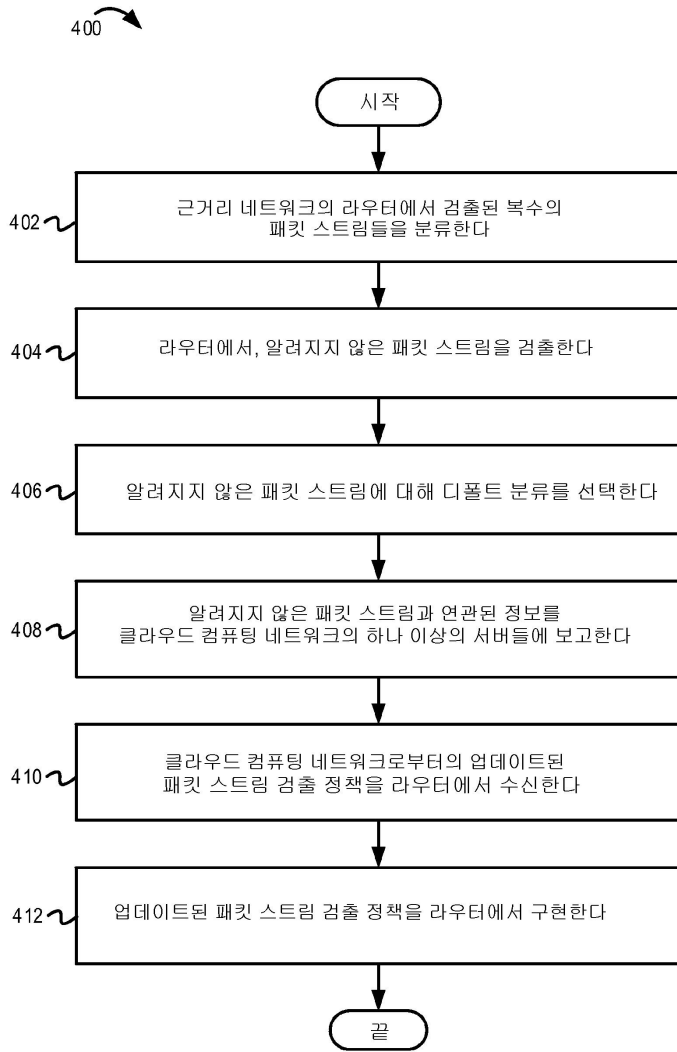 400
시작
402
근거리 네트워크의 라우터에서 검출된 복수의
패킷 스트림들을 분류한다
404
라우터에서, 알려지지 않은 패킷 스트림을 검출한다
406
알려지지 않은 패킷 스트림에 대해 디폴트 분류를 선택한다
408
알려지지 않은 패킷 스트림과 연관된 정보를
클라우드 컴퓨팅 네트워크의 하나 이상의 서버들에 보고한다
410
클라우드 컴퓨팅 네트워크로부터의 업데이트된
패킷 스트림 검출 정책을 라우터에서 수신한다
412
업데이트된 패킷 스트림 검출 정책을 라우터에서 구현한다
끝